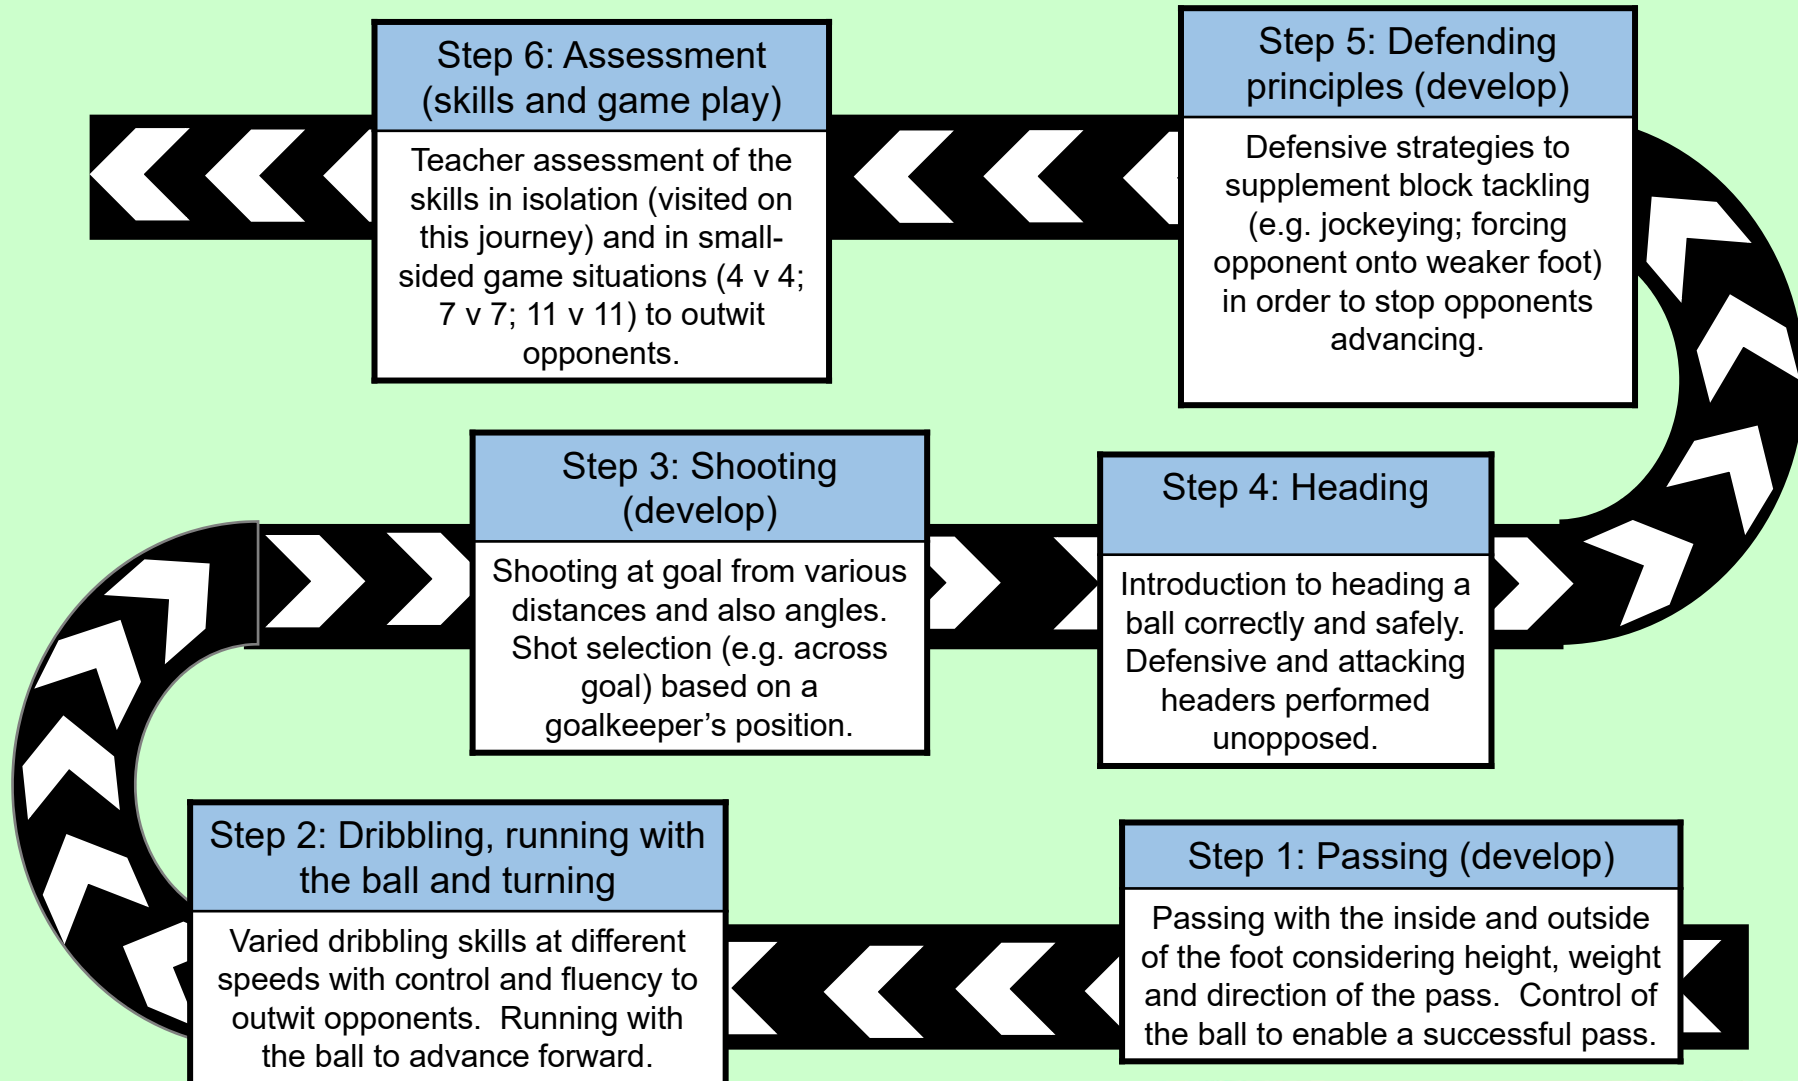 Step 6: Assessment
(skills and game play)
Teacher assessment of the
skills in isolation (visited on
this journey) and in small-
sided game situations (4 v 4;
7 v 7; 11 v 11) to outwit
opponents.
Step 5: Defending
principles (develop)
Defensive strategies to
supplement block tackling
(e.g. jockeying; forcing
opponent onto weaker foot)
in order to stop opponents
advancing.
Step 3: Shooting
(develop)
Shooting at goal from various
distances and also angles.
Shot selection (e.g. across
goal) based on a
goalkeeper’s position.
Step 4: Heading
Introduction to heading a
ball correctly and safely.
Defensive and attacking
headers performed
unopposed.
Step 2: Dribbling, running with
the ball and turning
Varied dribbling skills at different
speeds with control and fluency to
outwit opponents.  Running with
the ball to advance forward.
Step 1: Passing (develop)
Passing with the inside and outside
of the foot considering height, weight
and direction of the pass.  Control of
the ball to enable a successful pass.